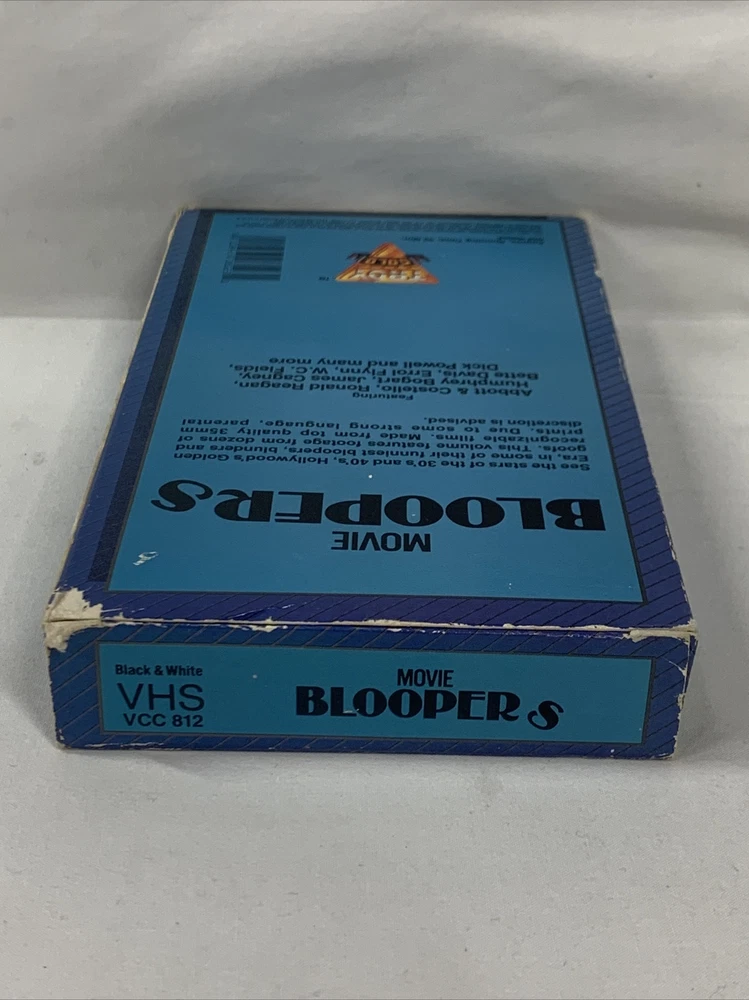 MOVIE
BLOOPERS
See the stars of the 30's and 40's, Hollywood's Golden
Era, in some of their funniest bloopers, blunders, and
goofs. This volume features footage from dozens of
recognizable films. Made from top quality 35mm
prints. Due to some strong language, parental
discretion is advised.
Featuring
Abbott & Costello, Ronald Reagan,
Humphrey Bogart, James Cagney,
Bette Davis, Errol Flynn, W.C. Fields,
Dick Powell and many more
GOLD
Black & White
VHS
VCC 812
MOVIE
BLOOPERS